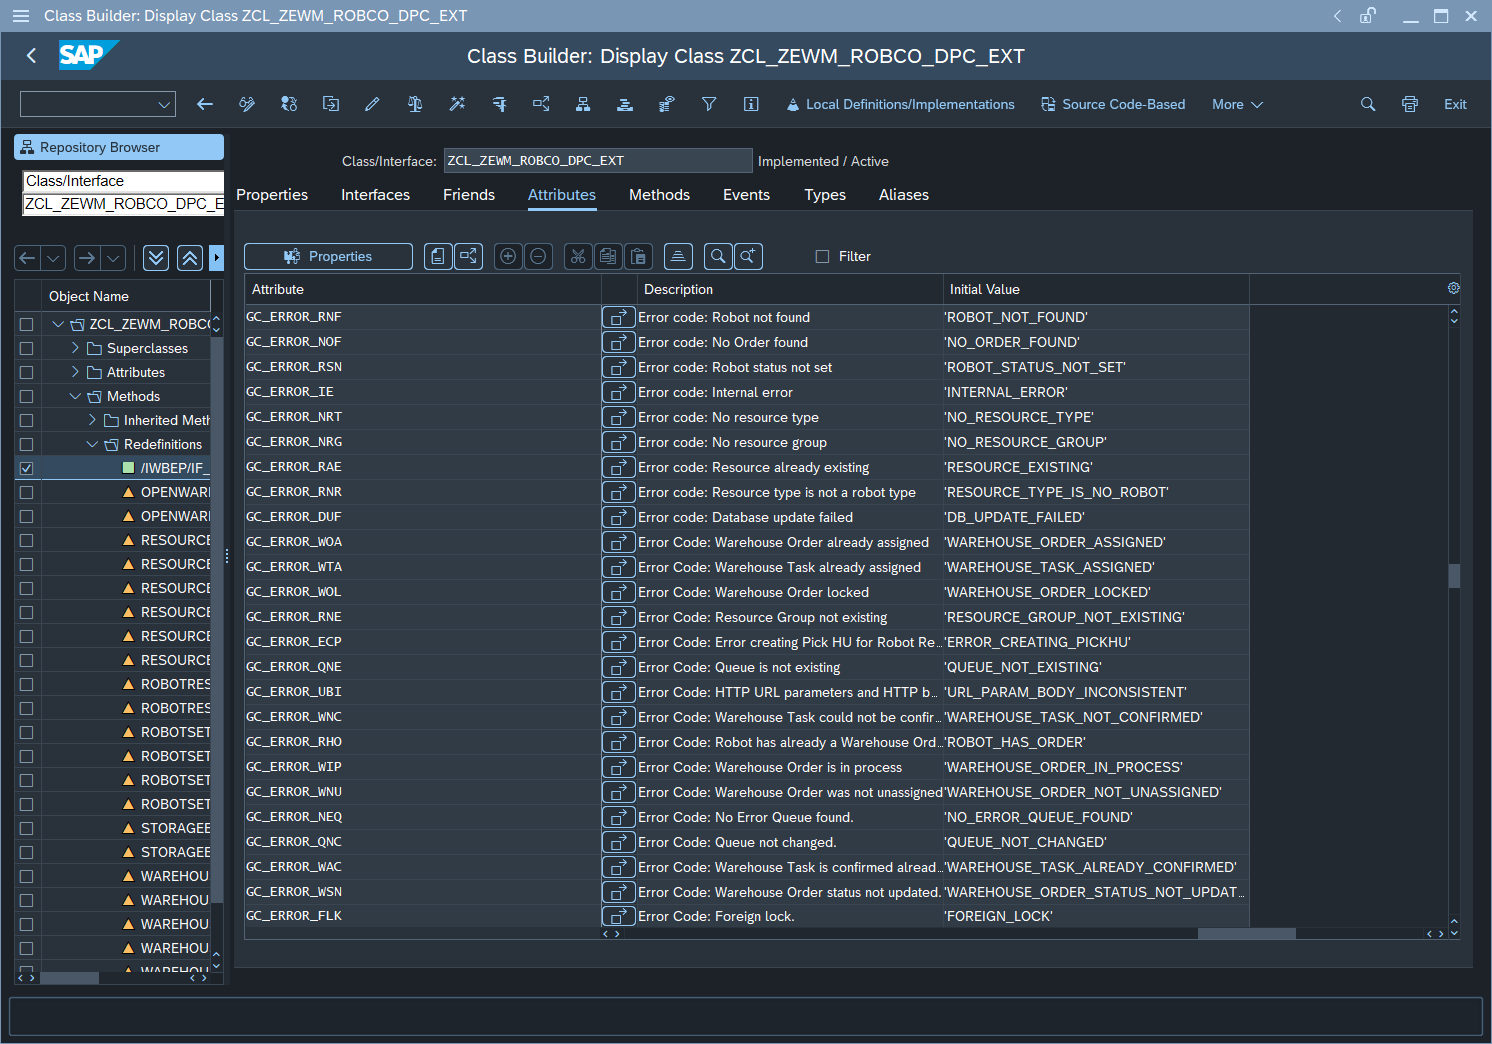 Class Builder: Display Class ZCL_ZEWM_ROBCO_DPC_EXT
SAP
Class Builder: Display Class ZCL_ZEWM_ROBCO_DPC_EXT
Local Definitions/Implementations
Source Code-Based
More
Exit
Repository Browser
Class/Interface
ZCL_ZEWM_ROBCO_DPC_E
Object Name
ZCL_ZEWM_ROBCO
Superclasses
Attributes
Methods
Inherited Meth
Redefinitions
/IWBEP/IF_
OPENWAR
OPENWAR
RESOURCE
RESOURCE
RESOURCE
RESOURCE
RESOURCE
RESOURCE
ROBOTRES
ROBOTRES
ROBOTSET
ROBOTSET
ROBOTSET
ROBOTSET
STORAGEE
STORAGEE
WAREHOU
WAREHOU
WAREHOU
WAREHOU
WAREHOU
Class/Interface: ZCL_ZEWM_ROBCO_DPC_EXT Implemented / Active
Properties Interfaces Friends Attributes Methods Events Types Aliases
Properties Filter
Attribute Description Initial Value
GC_ERROR_RNF Error code: Robot not found 'ROBOT_NOT_FOUND'
GC_ERROR_NOF Error code: No Order found 'NO_ORDER_FOUND'
GC_ERROR_RSN Error code: Robot status not set 'ROBOT_STATUS_NOT_SET'
GC_ERROR_IE Error code: Internal error 'INTERNAL_ERROR'
GC_ERROR_NRT Error code: No resource type 'NO_RESOURCE_TYPE'
GC_ERROR_NRG Error code: No resource group 'NO_RESOURCE_GROUP'
GC_ERROR_RAE Error code: Resource already existing 'RESOURCE_EXISTING'
GC_ERROR_RNR Error code: Resource type is not a robot type 'RESOURCE_TYPE_IS_NO_ROBOT'
GC_ERROR_DUF Error code: Database update failed 'DB_UPDATE_FAILED'
GC_ERROR_WOA Error Code: Warehouse Order already assigned 'WAREHOUSE_ORDER_ASSIGNED'
GC_ERROR_WTA Error Code: Warehouse Task already assigned 'WAREHOUSE_TASK_ASSIGNED'
GC_ERROR_WOL Error Code: Warehouse Order locked 'WAREHOUSE_ORDER_LOCKED'
GC_ERROR_RNE Error Code: Resource Group not existing 'RESOURCE_GROUP_NOT_EXISTING'
GC_ERROR_ECP Error Code: Error creating Pick HU for Robot Re... 'ERROR_CREATING_PICKHU'
GC_ERROR_QNE Error Code: Queue is not existing 'QUEUE_NOT_EXISTING'
GC_ERROR_UBI Error Code: HTTP URL parameters and HTTP b... 'URL_PARAM_BODY_INCONSISTENT'
GC_ERROR_WNC Error Code: Warehouse Task could not be confir... 'WAREHOUSE_TASK_NOT_CONFIRMED'
GC_ERROR_RHO Error Code: Robot has already a Warehouse Ord... 'ROBOT_HAS_ORDER'
GC_ERROR_WIP Error Code: Warehouse Order is in process 'WAREHOUSE_ORDER_IN_PROCESS'
GC_ERROR_WNU Error Code: Warehouse Order was not unassigned 'WAREHOUSE_ORDER_NOT_UNASSIGNED'
GC_ERROR_NEQ Error Code: No Error Queue found. 'NO_ERROR_QUEUE_FOUND'
GC_ERROR_QNC Error Code: Queue not changed. 'QUEUE_NOT_CHANGED'
GC_ERROR_WAC Error Code: Warehouse Task is confirmed alread... 'WAREHOUSE_TASK_ALREADY_CONFIRMED'
GC_ERROR_WSN Error Code: Warehouse Order status not updated. 'WAREHOUSE_ORDER_STATUS_NOT_UPDAT...
GC_ERROR_FLK Error Code: Foreign lock. 'FOREIGN_LOCK'